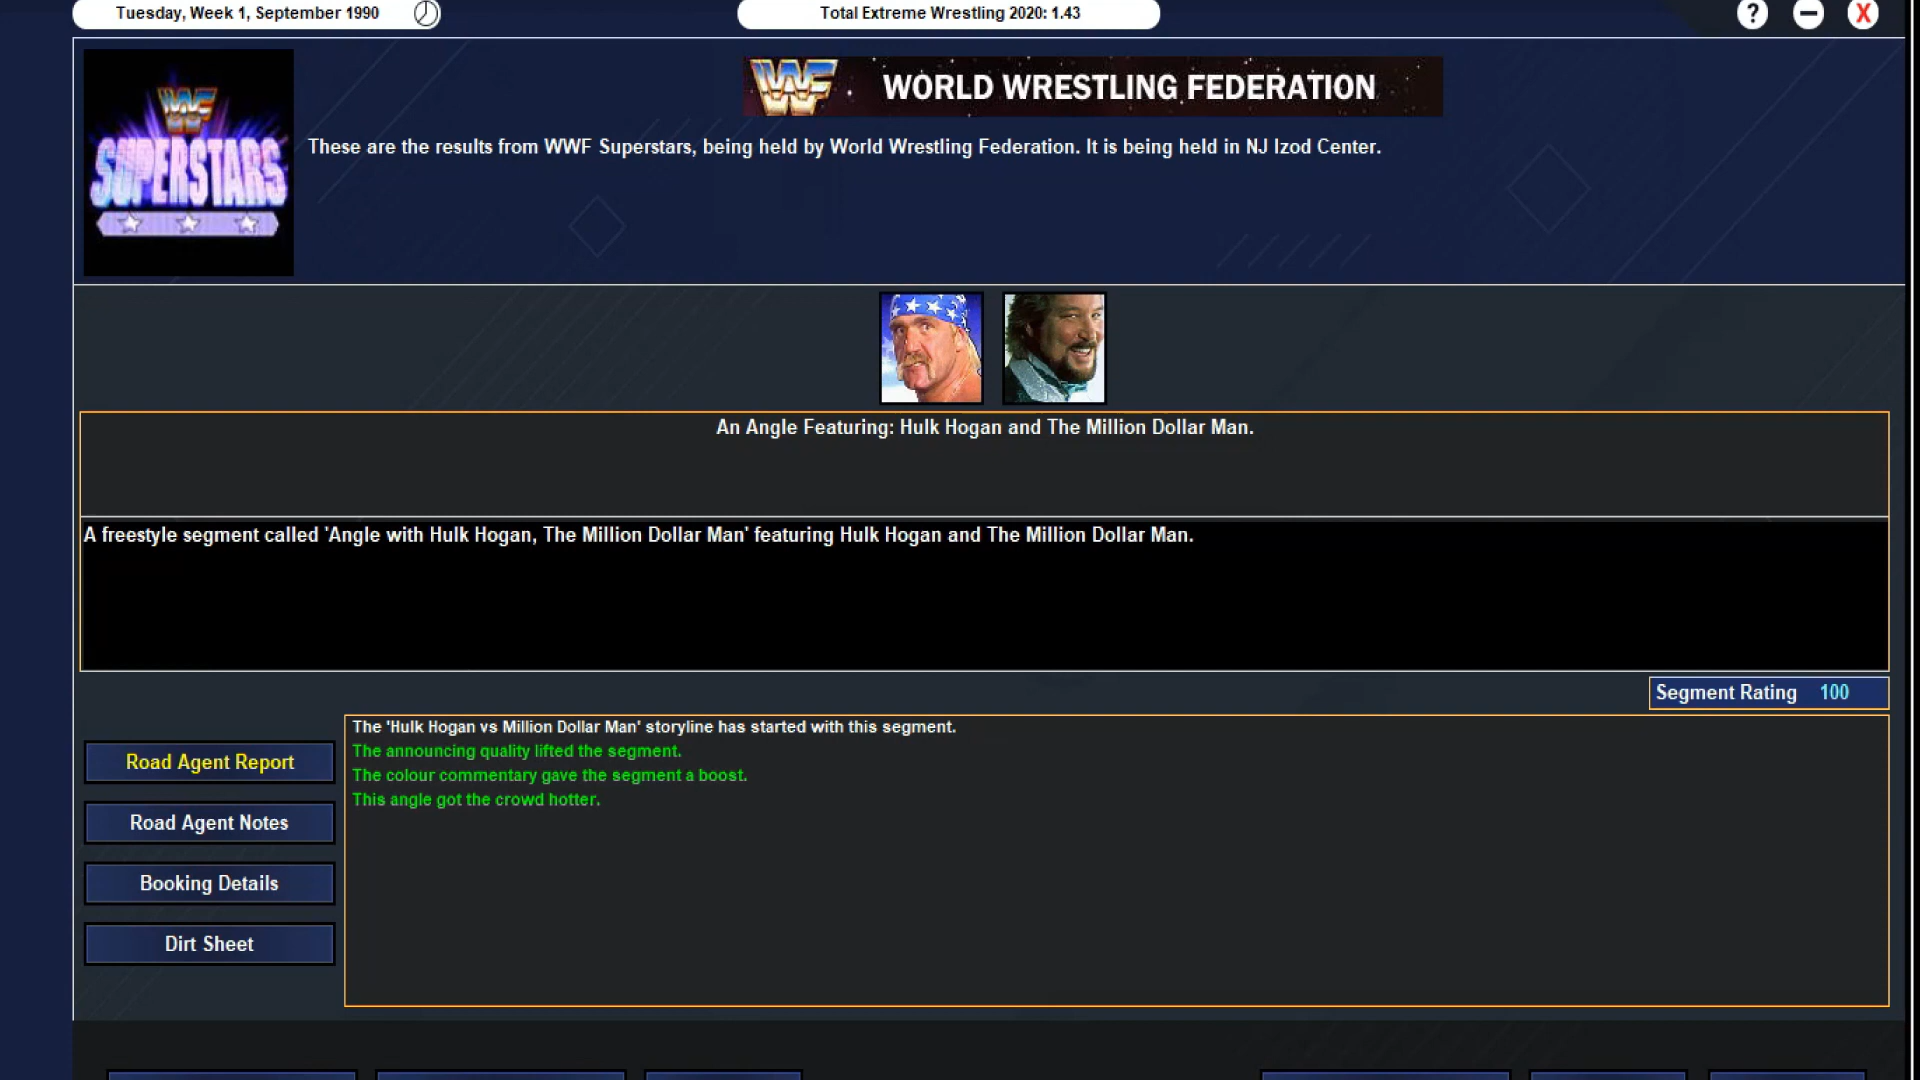 Tuesday, Week 1, September 1990
Total Extreme Wrestling 2020: 1.43
?
X
WWF
SUPERSTARS
WWF
WORLD WRESTLING FEDERATION
These are the results from WWF Superstars, being held by World Wrestling Federation. It is being held in NJ Izod Center.
An Angle Featuring: Hulk Hogan and The Million Dollar Man.
A freestyle segment called 'Angle with Hulk Hogan, The Million Dollar Man' featuring Hulk Hogan and The Million Dollar Man.
Segment Rating 100
Road Agent Report
Road Agent Notes
Booking Details
Dirt Sheet
The 'Hulk Hogan vs Million Dollar Man' storyline has started with this segment.
The announcing quality lifted the segment.
The colour commentary gave the segment a boost.
This angle got the crowd hotter.